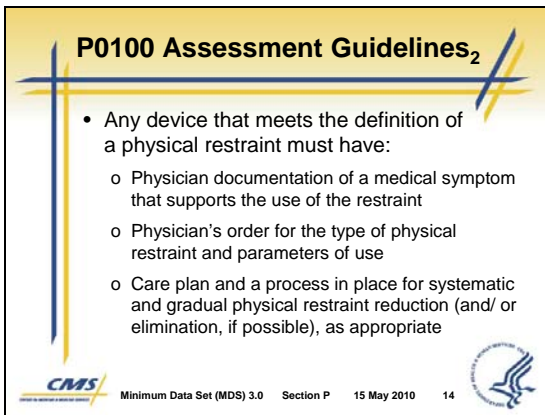 P0100 Assessment Guidelines2
• Any device that meets the definition of
a physical restraint must have:
o Physician documentation of a medical symptom
that supports the use of the restraint
o Physician's order for the type of physical
restraint and parameters of use
o Care plan and a process in place for systematic
and gradual physical restraint reduction (and/ or
elimination, if possible), as appropriate
CMS
Minimum Data Set (MDS) 3.0 Section P 15 May 2010 14